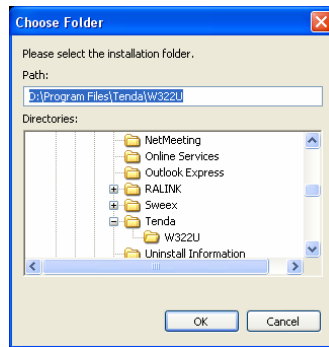 Choose Folder
Please select the installation folder.
Path:
D:\Program Files\Tenda\W322U
Directories:
NetMeeting
Online Services
Outlook Express
RALINK
Sweex
Tenda
W322U
Uninstall Information
OK Cancel